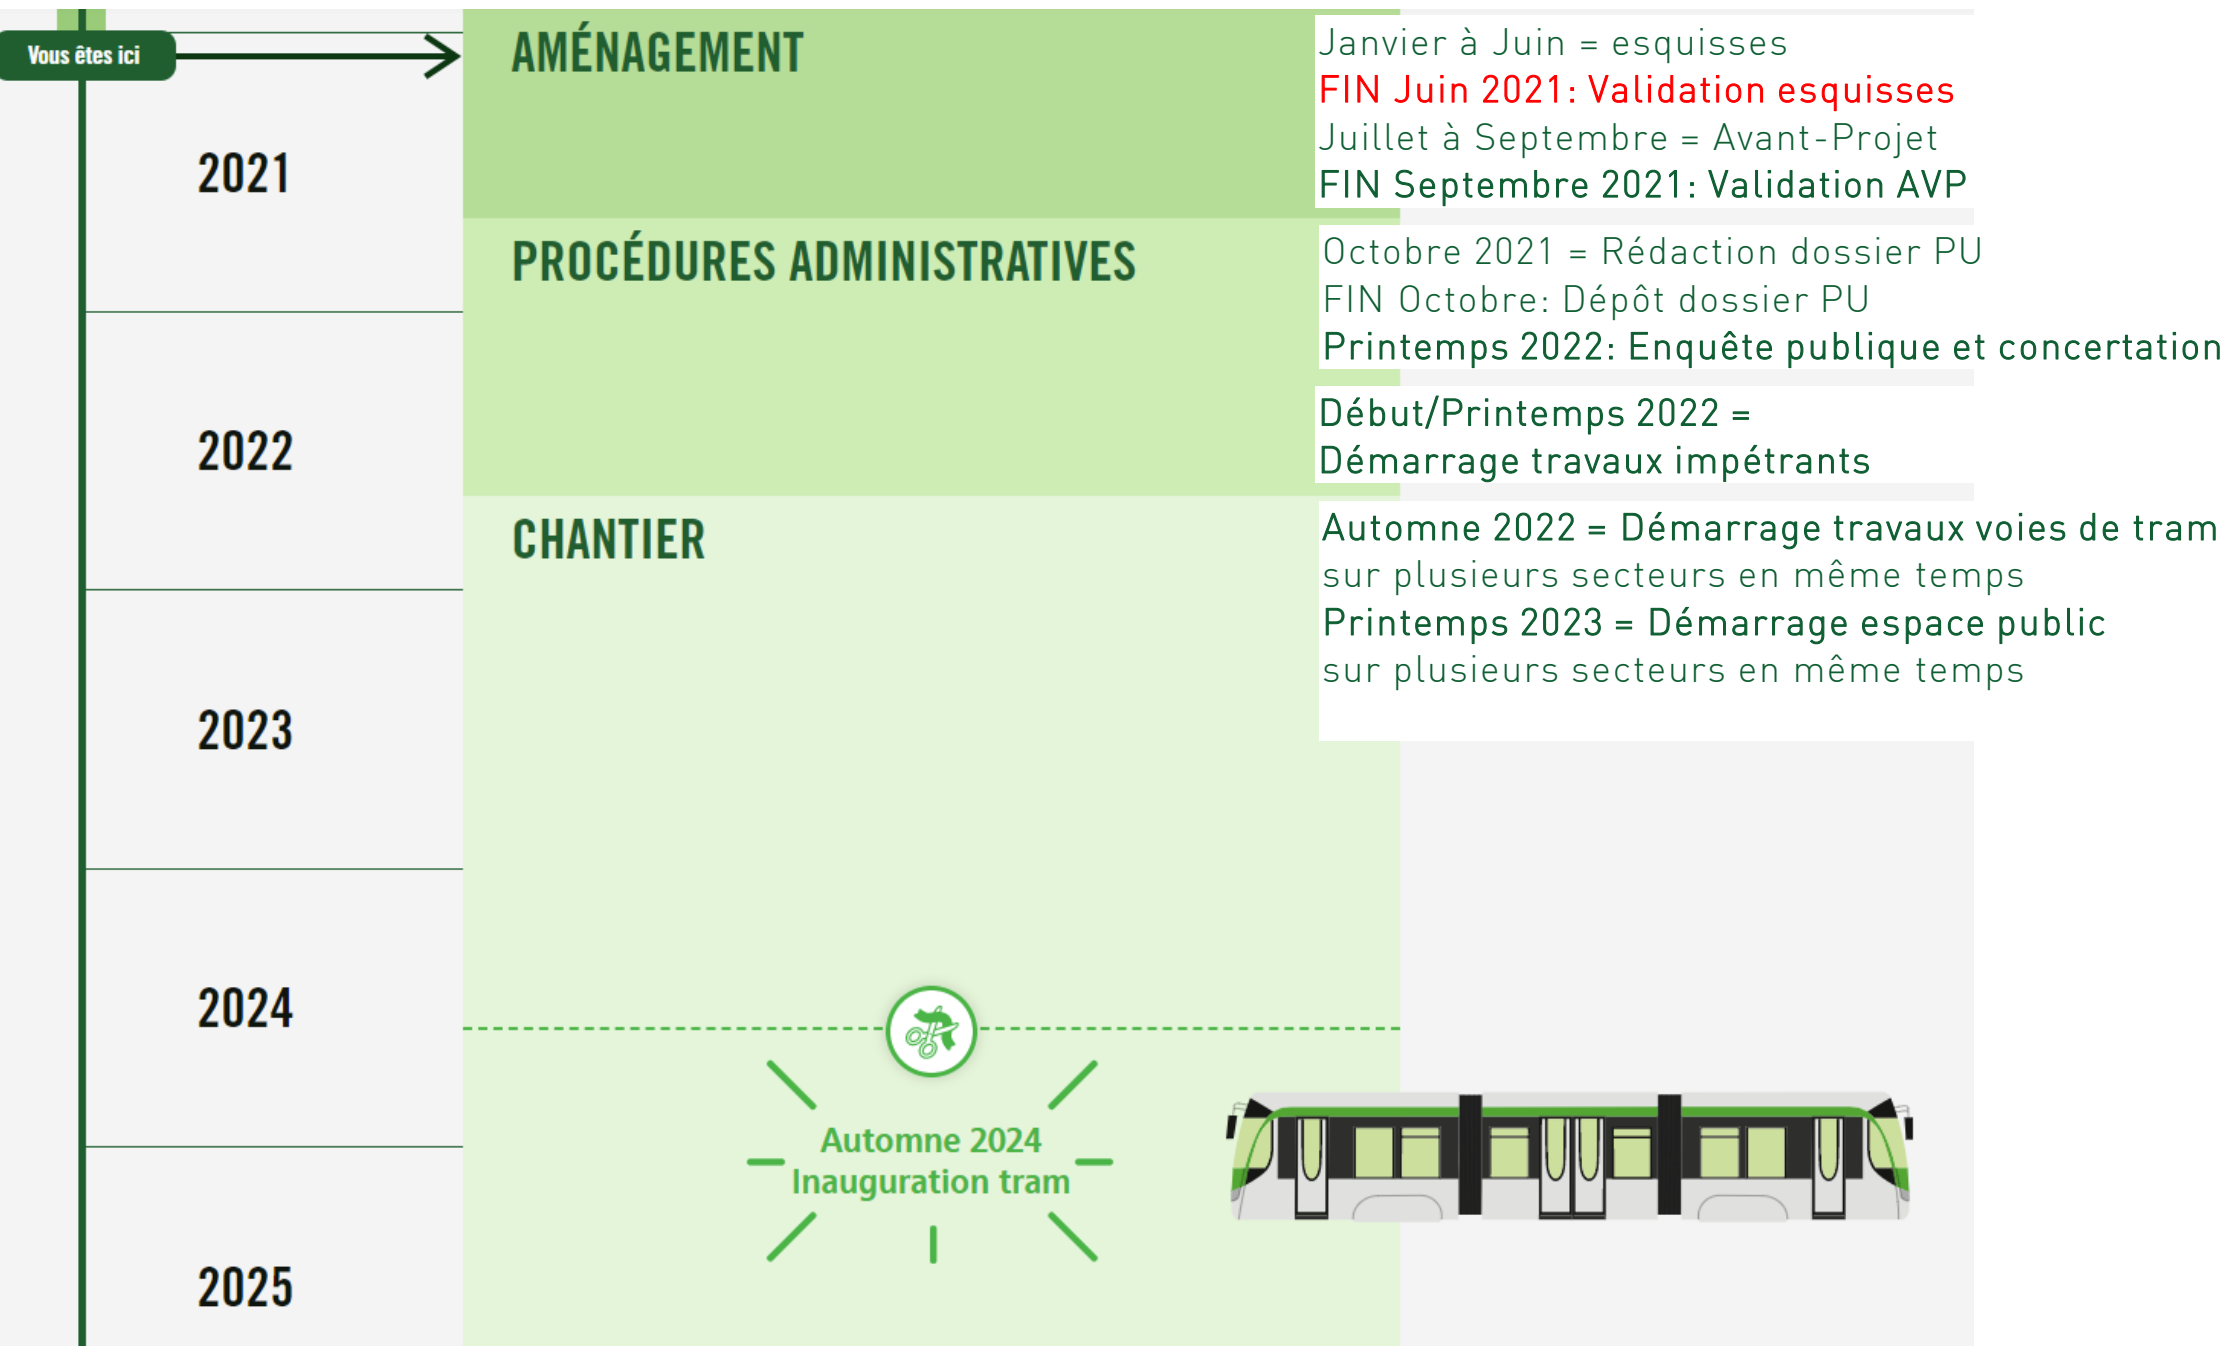 Vous êtes ici
AMÉNAGEMENT
Janvier à Juin = esquisses
FIN Juin 2021: Validation esquisses
Juillet à Septembre = Avant-Projet
FIN Septembre 2021: Validation AVP
2021
PROCÉDURES ADMINISTRATIVES
Octobre 2021 = Rédaction dossier PU
FIN Octobre: Dépôt dossier PU
Printemps 2022: Enquête publique et concertation
Début/Printemps 2022 =
Démarrage travaux impétrants
2022
CHANTIER
Automne 2022 = Démarrage travaux voies de tram
sur plusieurs secteurs en même temps
Printemps 2023 = Démarrage espace public
sur plusieurs secteurs en même temps
2023
2024
Automne 2024
Inauguration tram
2025